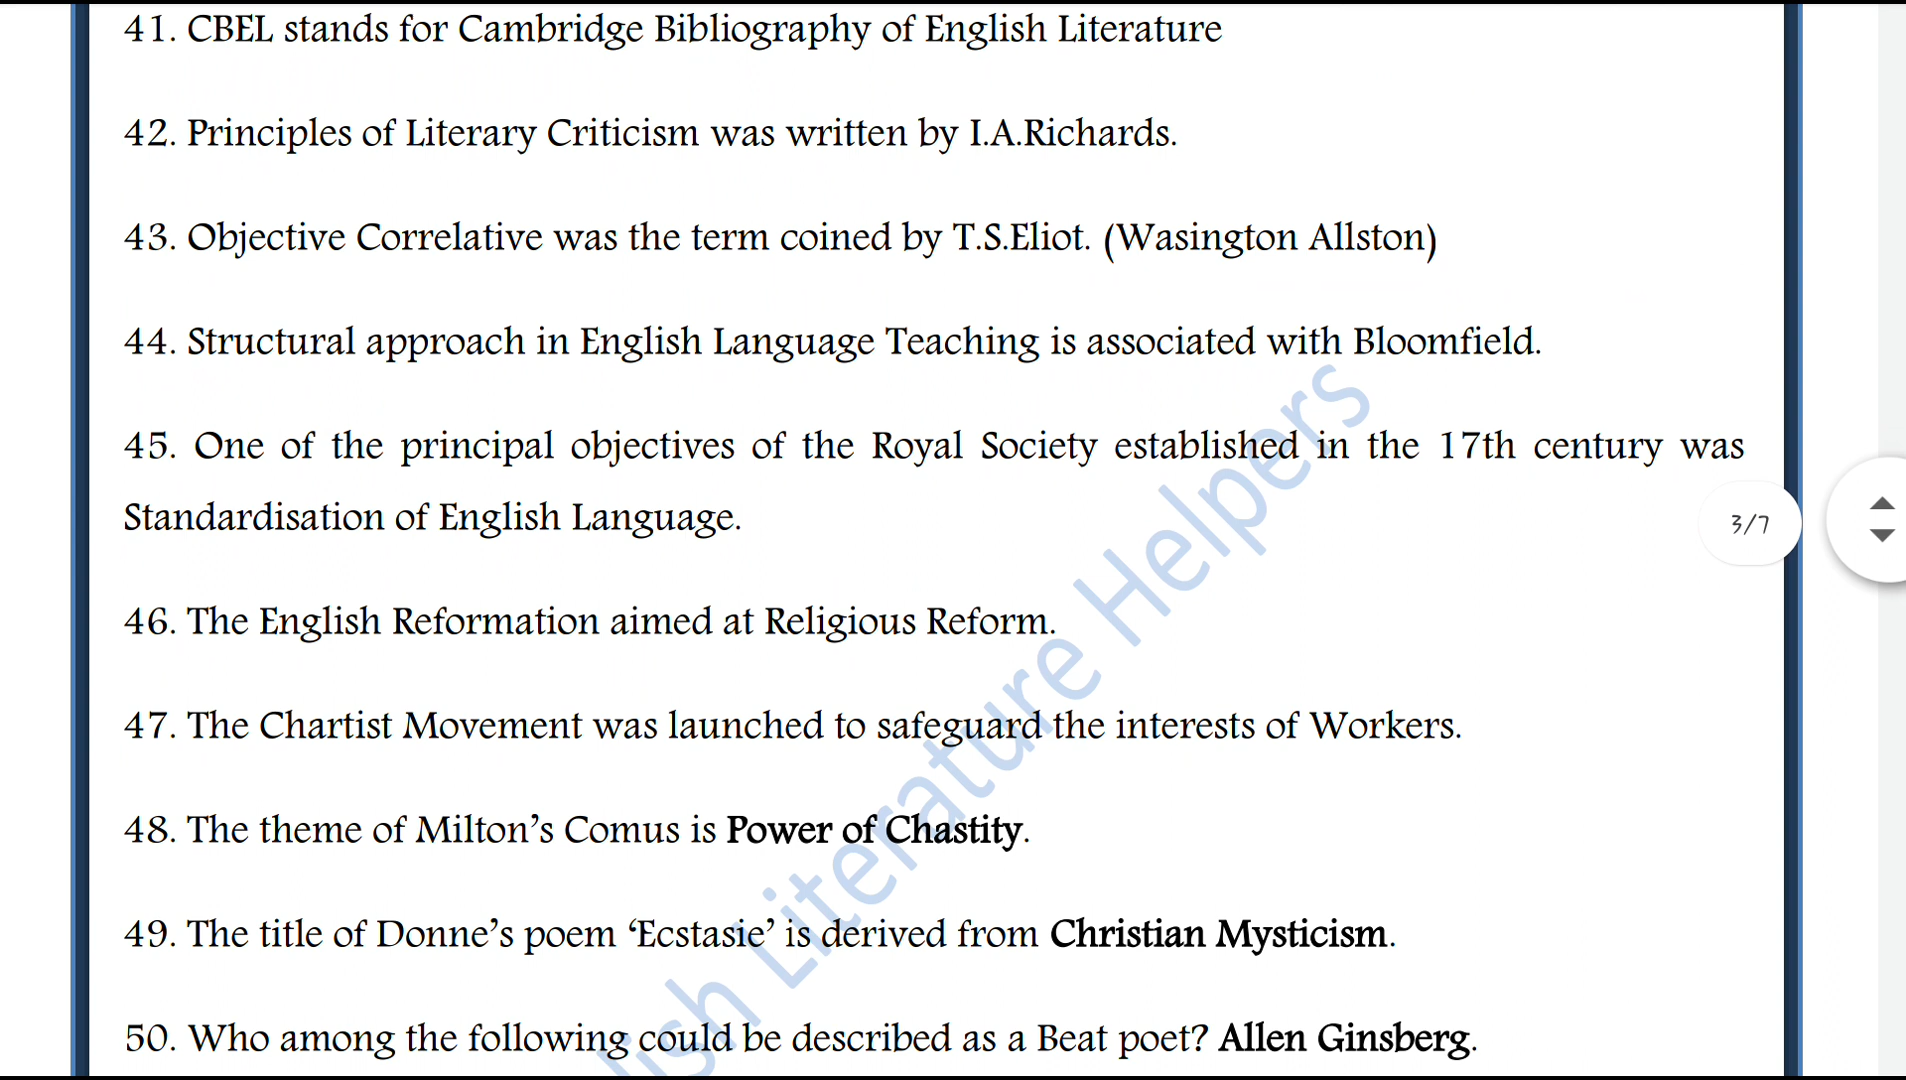 41. CBEL stands for Cambridge Bibliography of English Literature
42. Principles of Literary Criticism was written by I.A.Richards.
43. Objective Correlative was the term coined by T.S.Eliot. (Wasington Allston)
44. Structural approach in English Language Teaching is associated with Bloomfield.
45. One of the principal objectives of the Royal Society established in the 17th century was
Standardisation of English Language.
3/7
46. The English Reformation aimed at Religious Reform.
47. The Chartist Movement was launched to safeguard the interests of Workers.
48. The theme of Milton’s Comus is Power of Chastity.
49. The title of Donne’s poem ‘Ecstasie’ is derived from Christian Mysticism.
50. Who among the following could be described as a Beat poet? Allen Ginsberg.
lish Literature Helpers